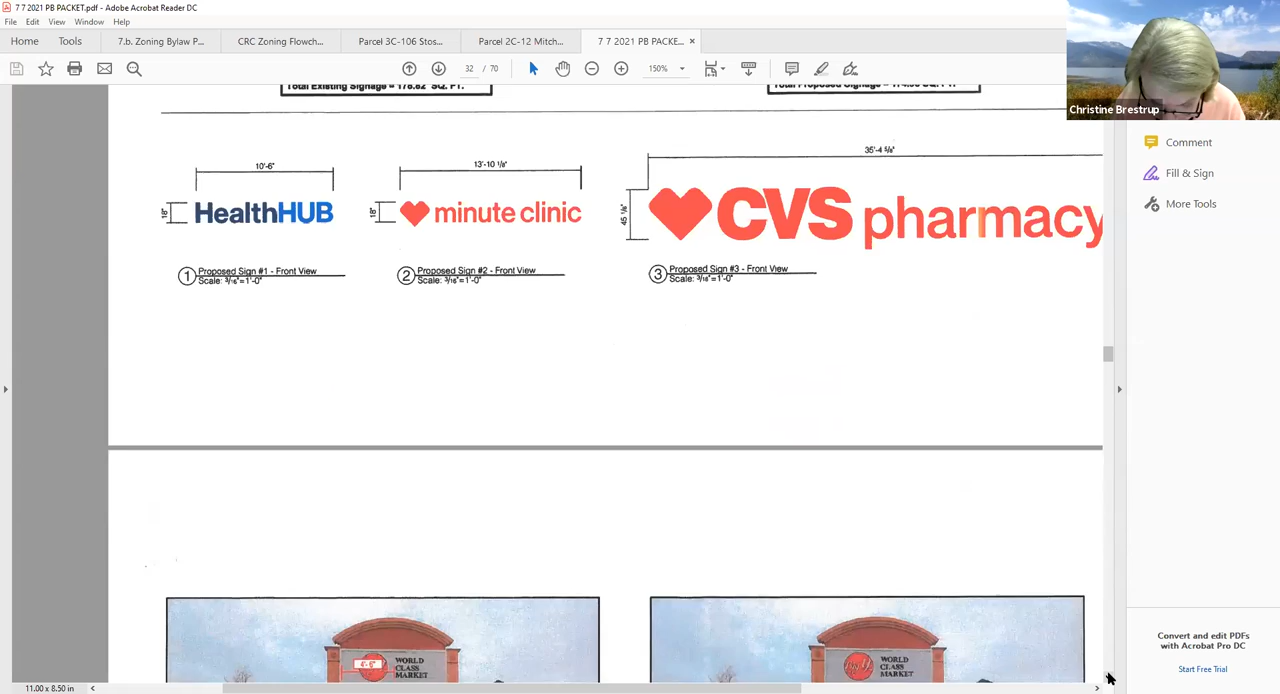 7 7 2021 PB PACKET.pdf - Adobe Acrobat Reader DC
File Edit View Window Help
Home Tools 7.b. Zoning Bylaw P... CRC Zoning Flowch... Parcel 3C-106 Stos... Parcel 2C-12 Mitch... 7 7 2021 PB PACKE... ×
32 / 70 150%
Christine Brestrup
Comment
Fill & Sign
More Tools
Total Existing Signage = 178.82 SQ. FT.
10'-6"
13'-10 1/8"
35'-4 5/8"
18"
HealthHUB
18"
minute clinic
45 1/8"
CVS pharmacy
1 Proposed Sign #1 - Front View
Scale: 3/16"=1'-0"
2 Proposed Sign #2 - Front View
Scale: 3/16"=1'-0"
3 Proposed Sign #3 - Front View
Scale: 3/16"=1'-0"
WORLD
CLASS
MARKET
WORLD
CLASS
MARKET
Convert and edit PDFs
with Acrobat Pro DC
Start Free Trial
11.00 x 8.50 in